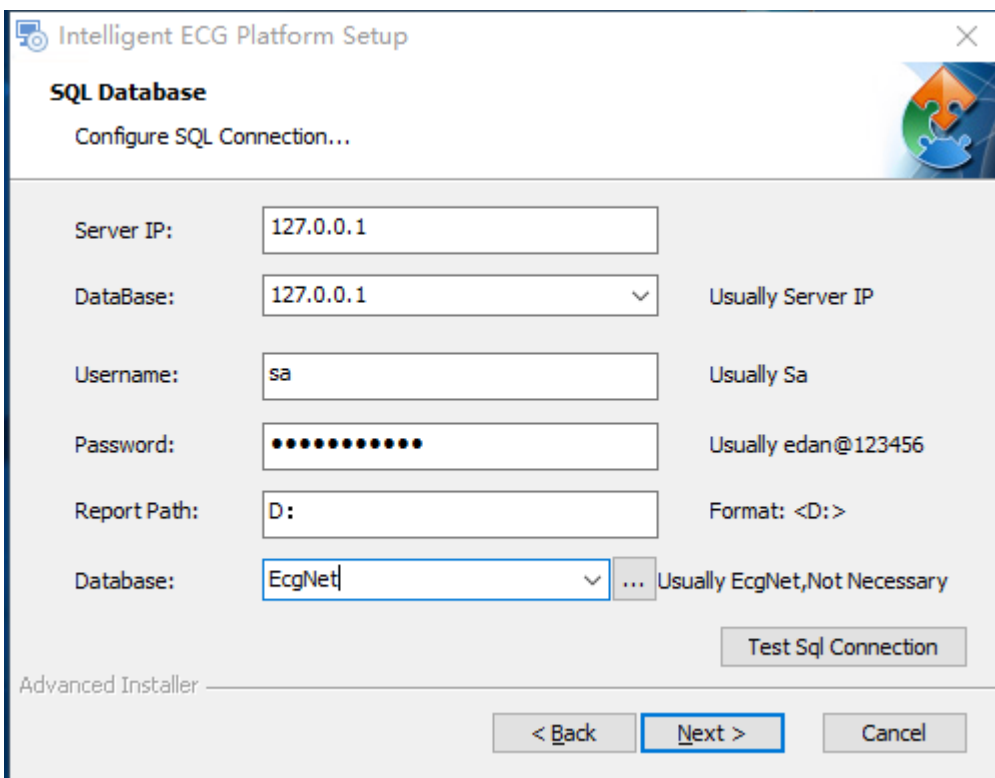 Intelligent ECG Platform Setup
SQL Database
Configure SQL Connection...
Server IP: 127.0.0.1
DataBase: 127.0.0.1 Usually Server IP
Username: sa Usually Sa
Password: ●●●●●●●●●●● Usually edan@123456
Report Path: D: Format: <D:>
Database: EcgNet ... Usually EcgNet,Not Necessary
Test Sql Connection
Advanced Installer
< Back Next > Cancel